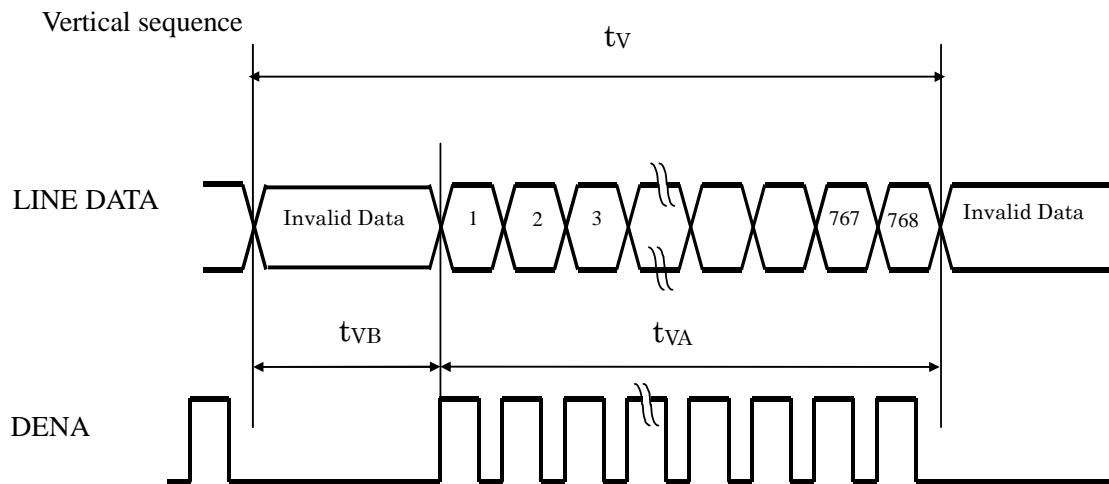 Vertical sequence
tV
LINE DATA
Invalid Data
1
2
3
767
768
Invalid Data
tVB
tVA
DENA